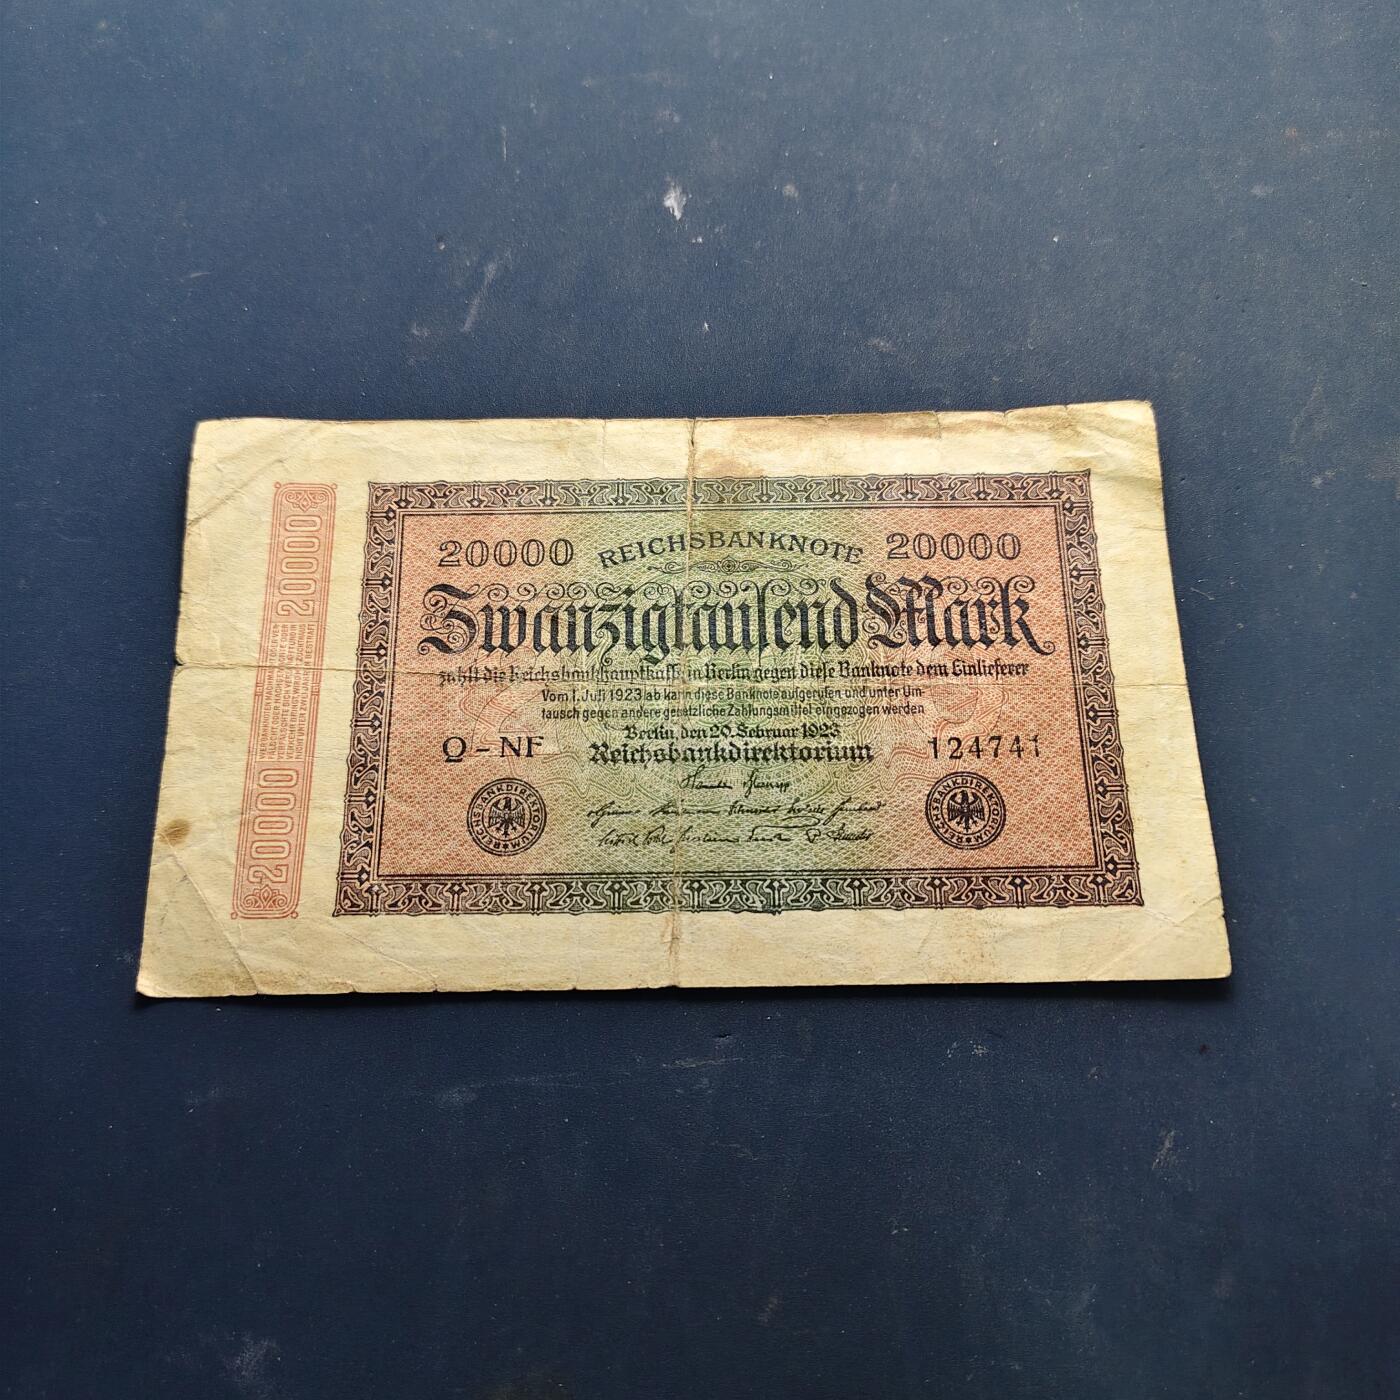 20000 REICHSBANKNOTE 20000
Zwanzigtausend Mark
zahlt die Reichsbankhauptkasse in Berlin gegen diese Banknote dem Einlieferer
Vom 1. Juli 1923 ab kann diese Banknote aufgerufen und unter Um-
tausch gegen andere gesetzliche Zahlungsmittel eingezogen werden
Berlin, den 20. Februar 1923
Q-NF Reichsbankdirektorium 124741
REICHSBANKDIREKTORIUM
REICHSBANKDIREKTORIUM
20000
20000